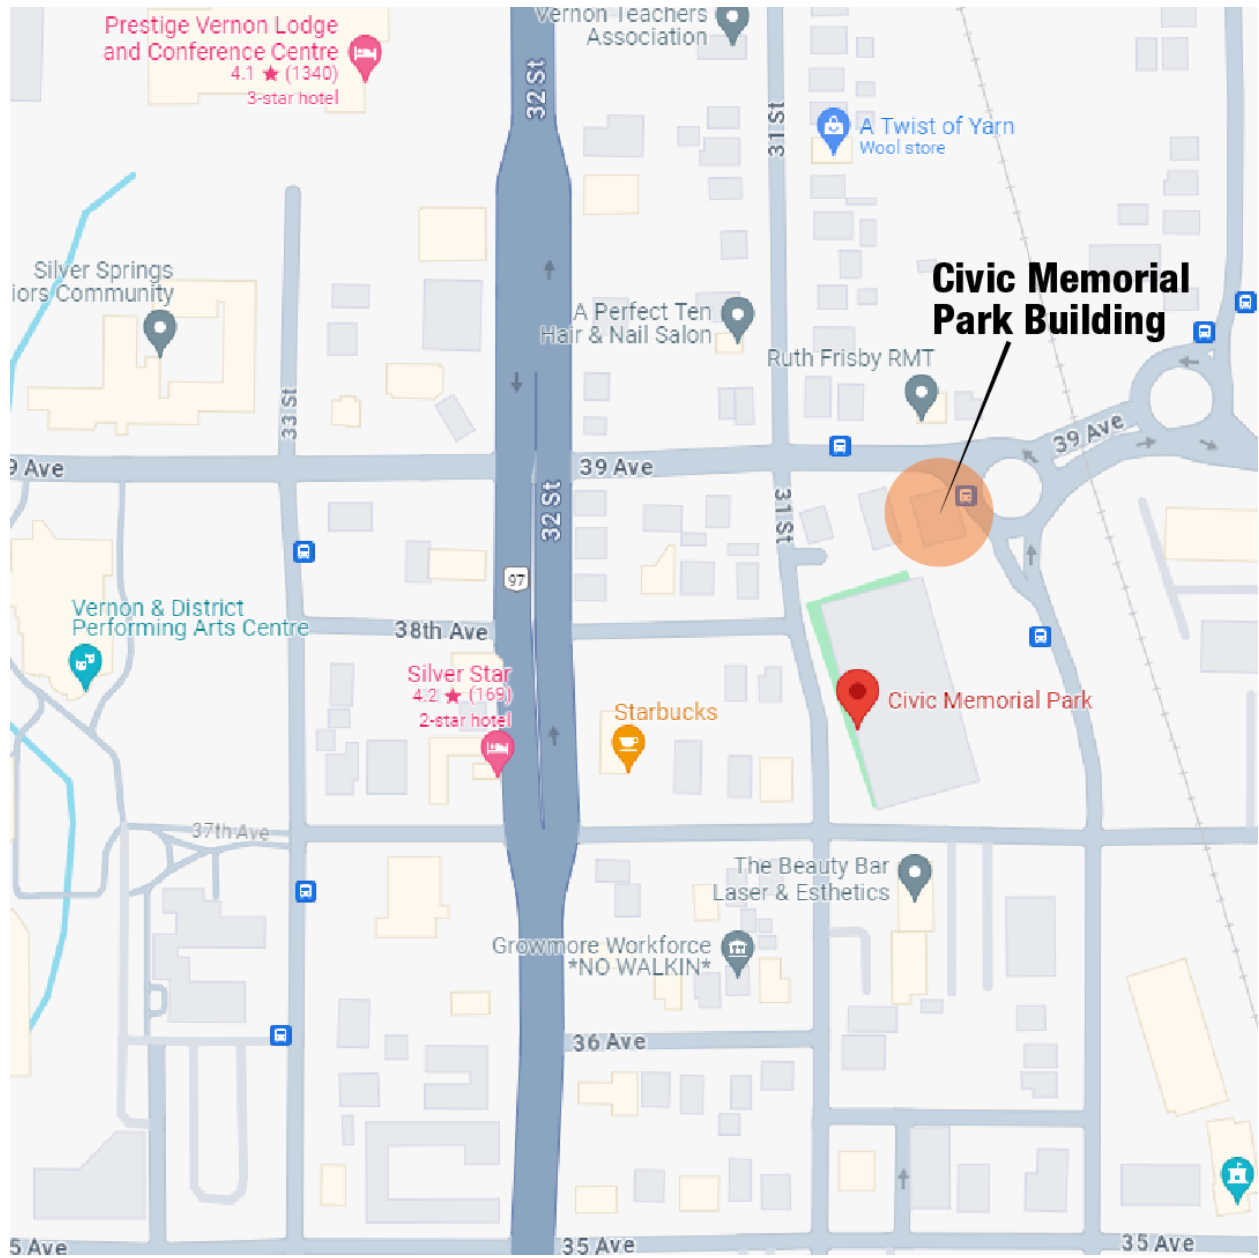 Prestige Vernon Lodge
and Conference Centre
4.1 ★ (1340)
3-star hotel
32 St
Vernon Teachers
Association
31 St
A Twist of Yarn
Wool store
Silver Springs
iors Community
Civic Memorial
Park Building
A Perfect Ten
Hair & Nail Salon
Ruth Frisby RMT
33 St
39 Ave
9 Ave
39 Ave
32 St
31 St
97
Vernon & District
Performing Arts Centre
38th Ave
Silver Star
4.2 ★ (169)
2-star hotel
Starbucks
Civic Memorial Park
37th Ave
The Beauty Bar
Laser & Esthetics
Growmore Workforce
*NO WALKIN*
36 Ave
5 Ave
35 Ave
35 Ave